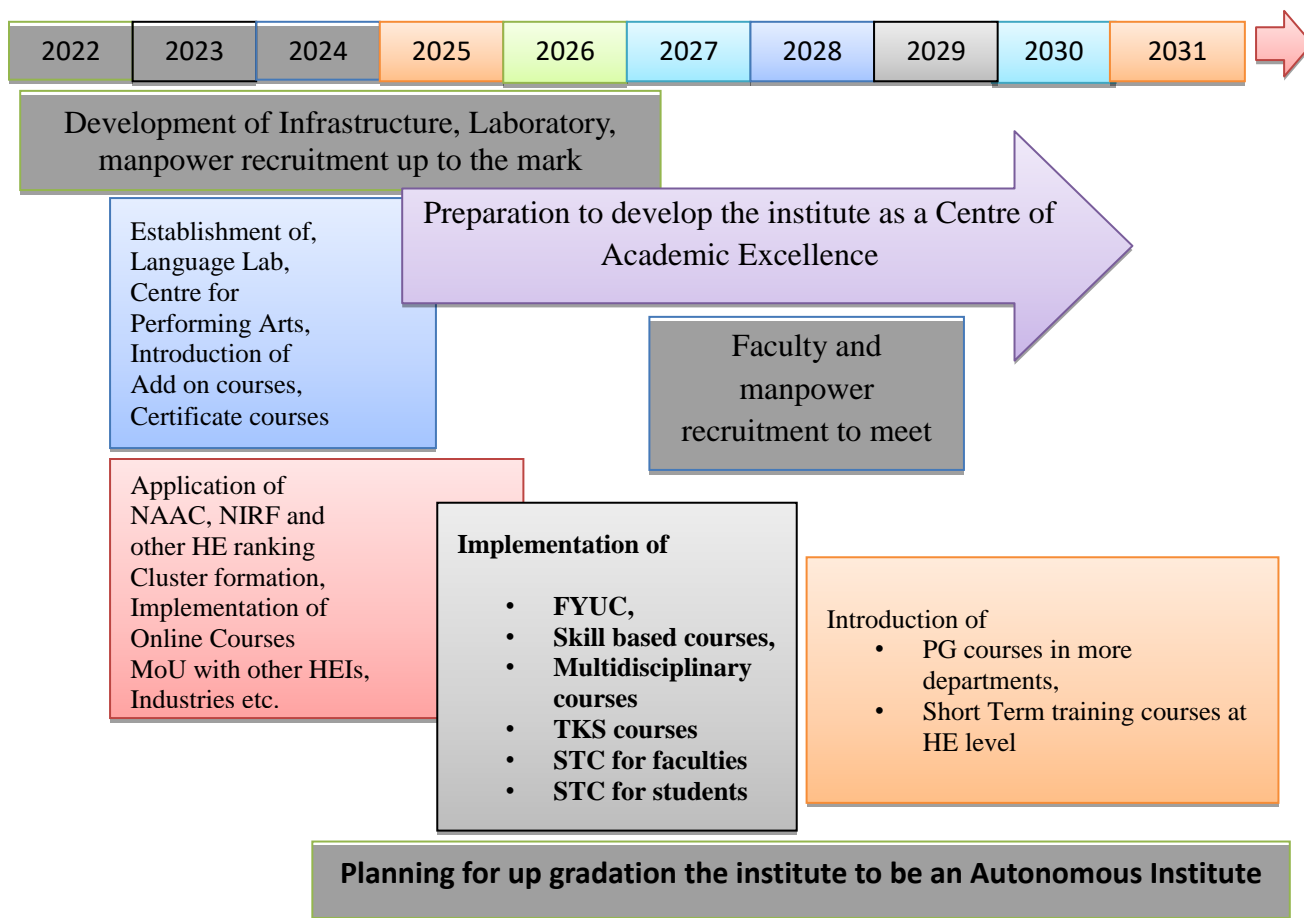 2022 2023 2024 2025 2026 2027 2028 2029 2030 2031
Development of Infrastructure, Laboratory,
manpower recruitment up to the mark
Preparation to develop the institute as a Centre of
Academic Excellence
Establishment of,
Language Lab,
Centre for
Performing Arts,
Introduction of
Add on courses,
Certificate courses
Faculty and
manpower
recruitment to meet
Application of
NAAC, NIRF and
other HE ranking
Cluster formation,
Implementation of
Online Courses
MoU with other HEIs,
Industries etc.
Implementation of
• FYUC,
• Skill based courses,
• Multidisciplinary
courses
• TKS courses
• STC for faculties
• STC for students
Introduction of
• PG courses in more
departments,
• Short Term training courses at
HE level
Planning for up gradation the institute to be an Autonomous Institute